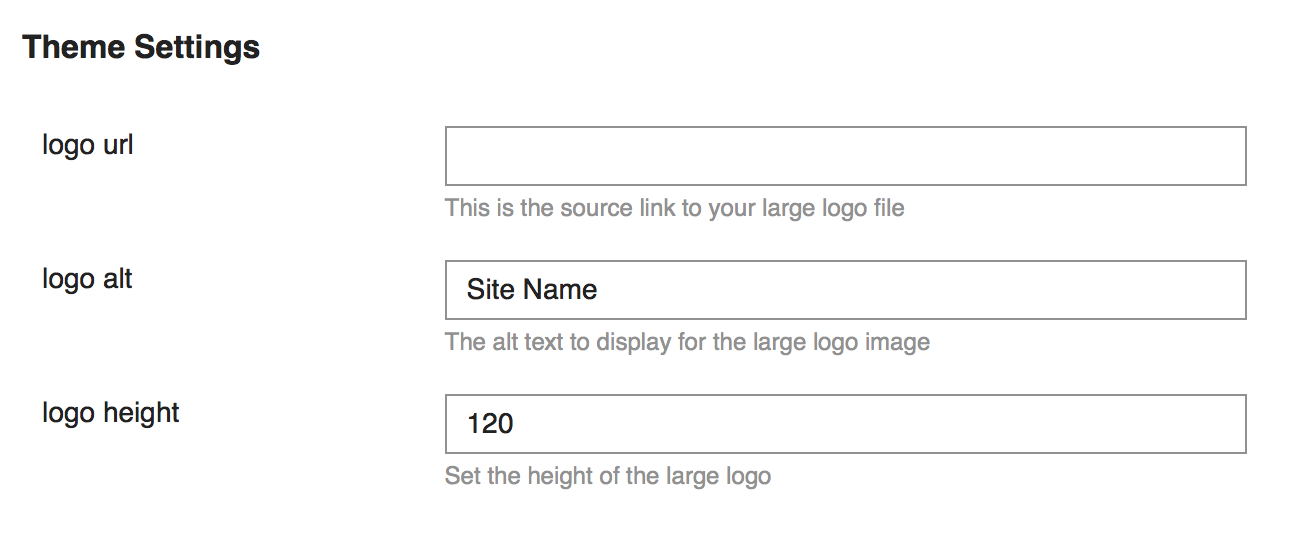 Theme Settings
logo url
This is the source link to your large logo file
logo alt
Site Name
The alt text to display for the large logo image
logo height
120
Set the height of the large logo